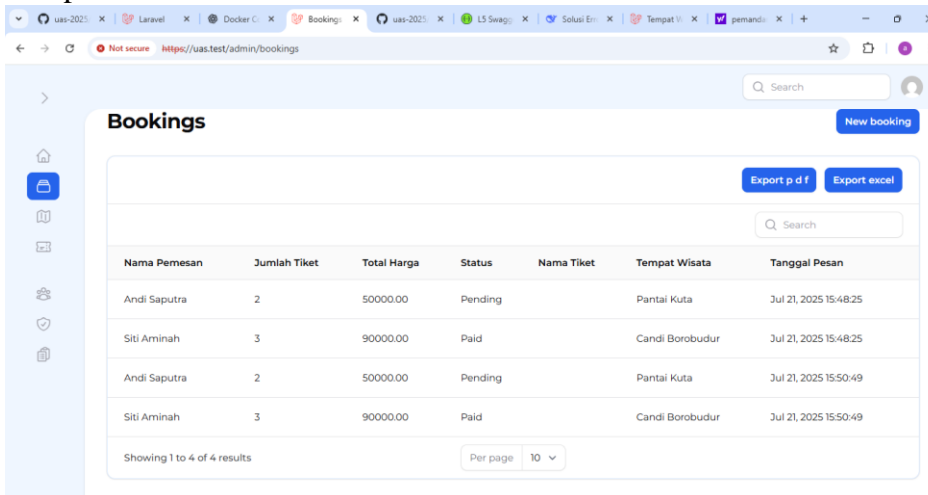 uas-2025
Laravel
Docker C
Bookings
uas-2025
L5 Swagg
Solusi Err
Tempat W
pemanda
Not secure https://uas.test/admin/bookings
a
Search
Bookings
New booking
Export p d f
Export excel
Search
Nama Pemesan Jumlah Tiket Total Harga Status Nama Tiket Tempat Wisata Tanggal Pesan
Andi Saputra 2 50000.00 Pending Pantai Kuta Jul 21, 2025 15:48:25
Siti Aminah 3 90000.00 Paid Candi Borobudur Jul 21, 2025 15:48:25
Andi Saputra 2 50000.00 Pending Pantai Kuta Jul 21, 2025 15:50:49
Siti Aminah 3 90000.00 Paid Candi Borobudur Jul 21, 2025 15:50:49
Showing 1 to 4 of 4 results
Per page 10